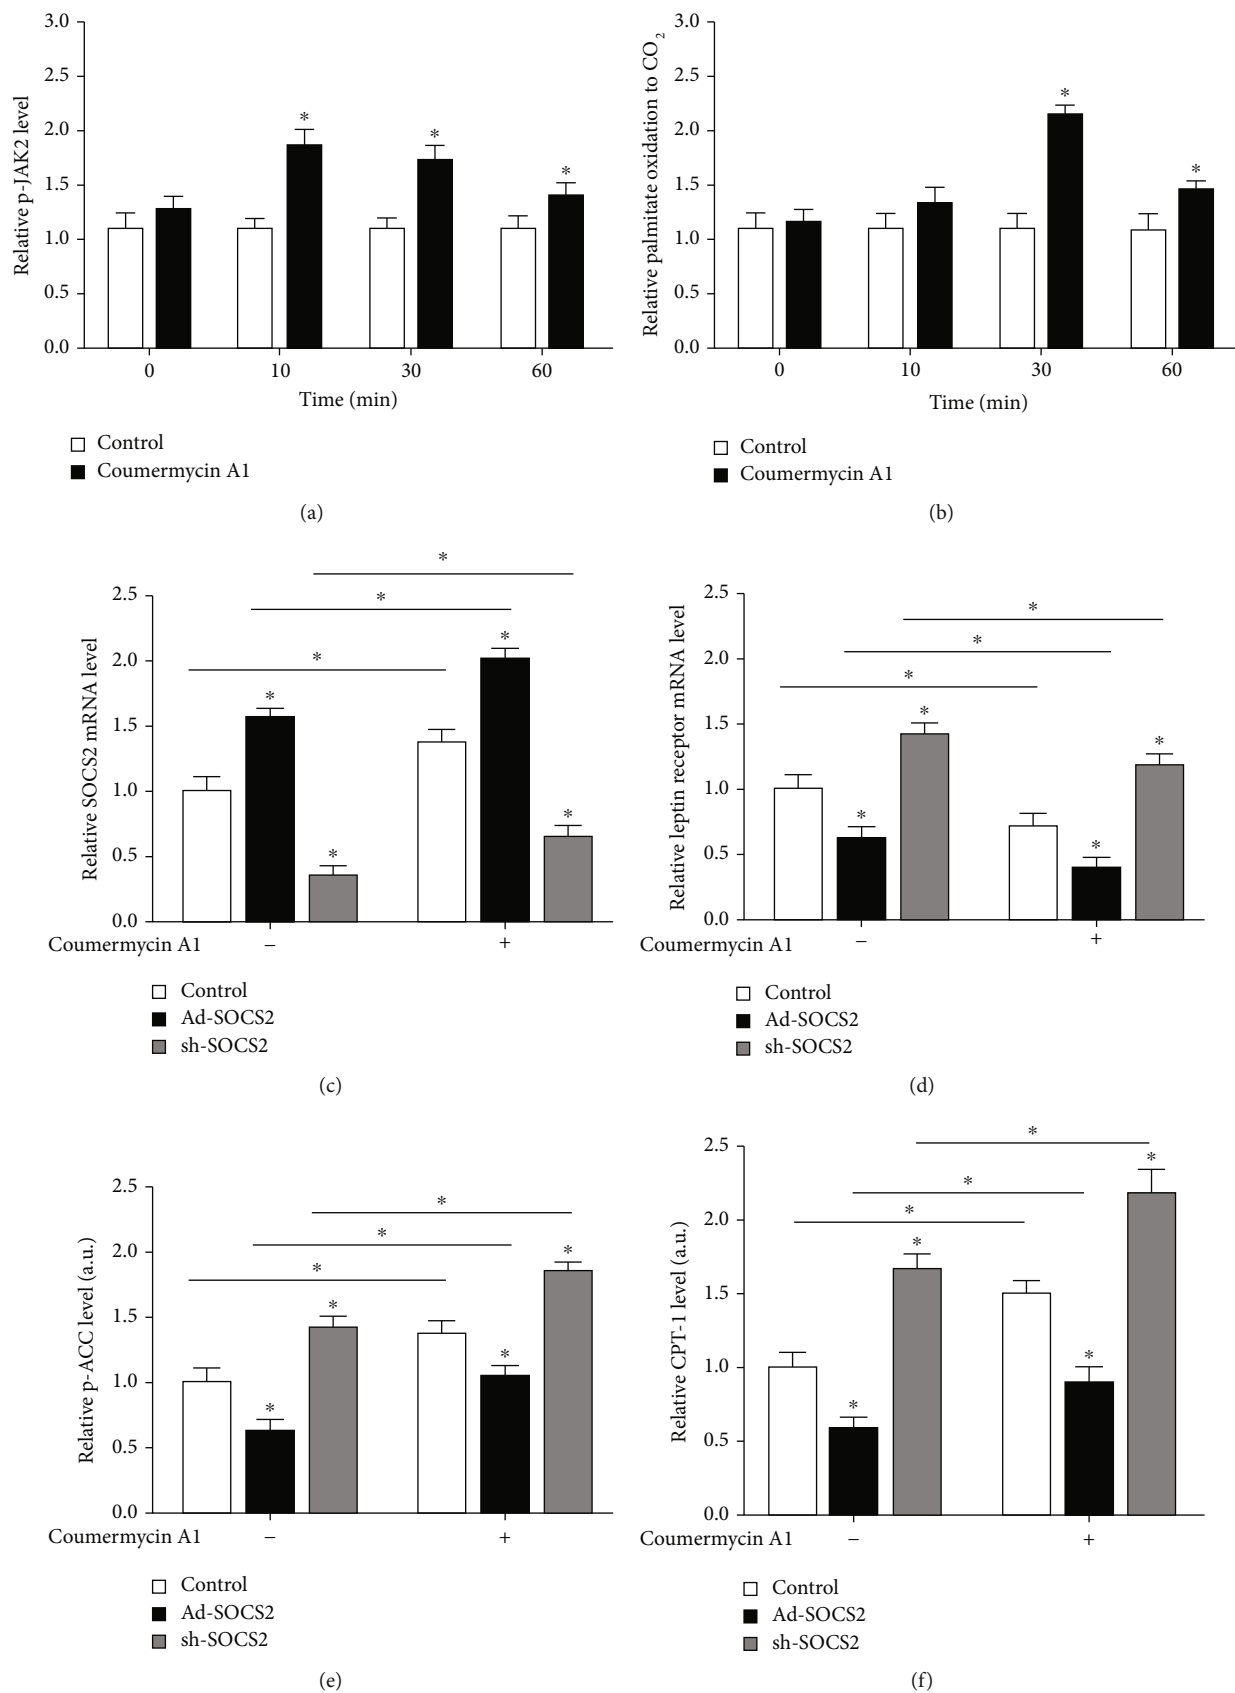 3.0
2.5
2.0
1.5
1.0
0.5
0.0
Relative p-JAK2 level
*
*
*
0
10
30
60
Time (min)
Control
Coumermycin A1
(a)
3.0
2.5
2.0
1.5
1.0
0.5
0.0
Relative palmitate oxidation to CO2
*
*
0
10
30
60
Time (min)
Control
Coumermycin A1
(b)
2.5
2.0
1.5
1.0
0.5
0.0
Relative SOCS2 mRNA level
*
*
*
*
*
*
*
Coumermycin A1
−
+
Control
Ad-SOCS2
sh-SOCS2
(c)
2.5
2.0
1.5
1.0
0.5
0.0
Relative leptin receptor mRNA level
*
*
*
*
*
*
*
Coumermycin A1
−
+
Control
Ad-SOCS2
sh-SOCS2
(d)
2.5
2.0
1.5
1.0
0.5
0.0
Relative p-ACC level (a.u.)
*
*
*
*
*
*
*
Coumermycin A1
−
+
Control
Ad-SOCS2
sh-SOCS2
(e)
2.5
2.0
1.5
1.0
0.5
0.0
Relative CPT-1 level (a.u.)
*
*
*
*
*
*
*
Coumermycin A1
−
+
Control
Ad-SOCS2
sh-SOCS2
(f)